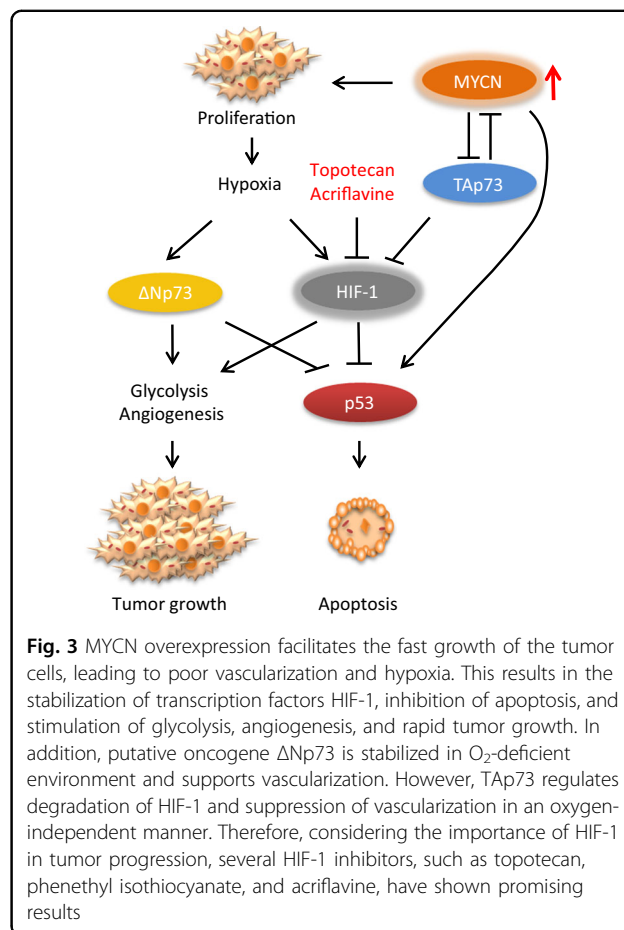 MYCN
Proliferation
Topotecan
Acriflavine
TAp73
Hypoxia
ΔNp73
HIF-1
Glycolysis
Angiogenesis
p53
Tumor growth
Apoptosis
Fig. 3 MYCN overexpression facilitates the fast growth of the tumor
cells, leading to poor vascularization and hypoxia. This results in the
stabilization of transcription factors HIF-1, inhibition of apoptosis, and
stimulation of glycolysis, angiogenesis, and rapid tumor growth. In
addition, putative oncogene ΔNp73 is stabilized in O₂-deficient
environment and supports vascularization. However, TAp73 regulates
degradation of HIF-1 and suppression of vascularization in an oxygen-
independent manner. Therefore, considering the importance of HIF-1
in tumor progression, several HIF-1 inhibitors, such as topotecan,
phenethyl isothiocyanate, and acriflavine, have shown promising
results